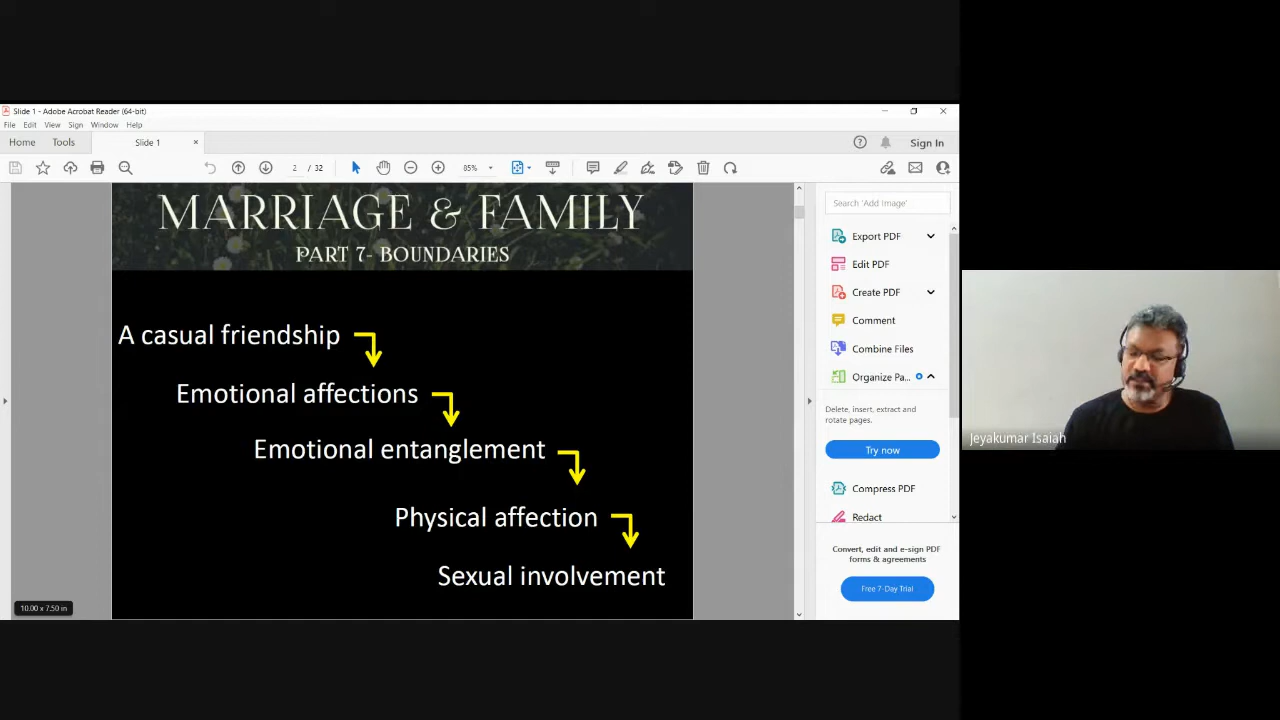 Slide 1 - Adobe Acrobat Reader (64-bit)
File Edit View Sign Window Help
Home Tools Slide 1 × Sign In
2 / 32 85%
MARRIAGE & FAMILY
PART 7- BOUNDARIES
A casual friendship
Emotional affections
Emotional entanglement
Physical affection
Sexual involvement
10.00 x 7.50 in
Search 'Add Image'
Export PDF
Edit PDF
Create PDF
Comment
Combine Files
Organize Pa...
Delete, insert, extract and
rotate pages.
Try now
Compress PDF
Redact
Convert, edit and e-sign PDF
forms & agreements
Free 7-Day Trial
Jeyakumar Isaiah